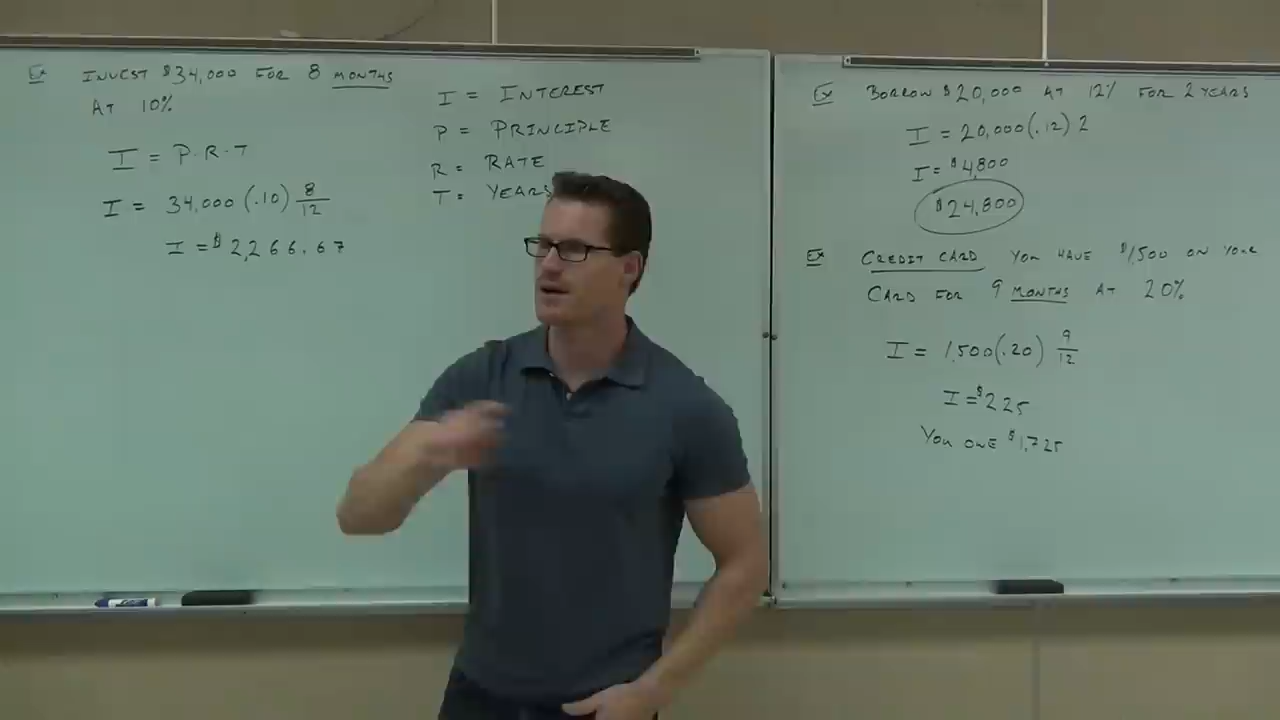 Ex INVEST $34,000 FOR 8 MONTHS
AT 10%
I = P·R·T
I = 34,000 (.10) 8/12
I = $2,266.67
I = INTEREST
P = PRINCIPLE
R = RATE
T = YEARS
Ex BORROW $20,000 AT 12% FOR 2 YEARS
I = 20,000(.12) 2
I = $4,800
$24,800
Ex CREDIT CARD YOU HAVE $1,500 ON YOUR
CARD FOR 9 MONTHS AT 20%
I = 1,500(.20) 9/12
I = $225
YOU OWE $1,725